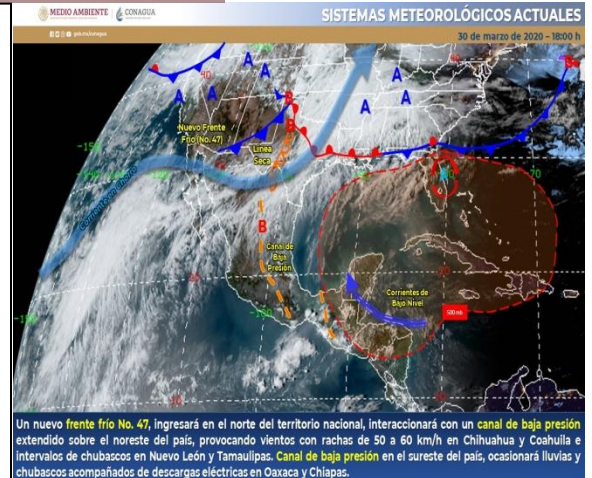 MEDIO AMBIENTE CONAGUA
SISTEMAS METEOROLÓGICOS ACTUALES
gob.mx/conagua
30 de marzo de 2020 – 18:00 h
A
A
A
A
A
A
A
B
B
Nuevo Frente
Frío (No. 47)
Línea
Seca
Corriente en Chorro
B
Canal de
Baja
Presión
Corrientes de
Bajo Nivel
500 mb
Un nuevo frente frío No. 47, ingresará en el norte del territorio nacional, interaccionará con un canal de baja presión
extendido sobre el noreste del país, provocando vientos con rachas de 50 a 60 km/h en Chihuahua y Coahuila e
intervalos de chubascos en Nuevo León y Tamaulipas. Canal de baja presión en el sureste del país, ocasionará lluvias y
chubascos acompañados de descargas eléctricas en Oaxaca y Chiapas.